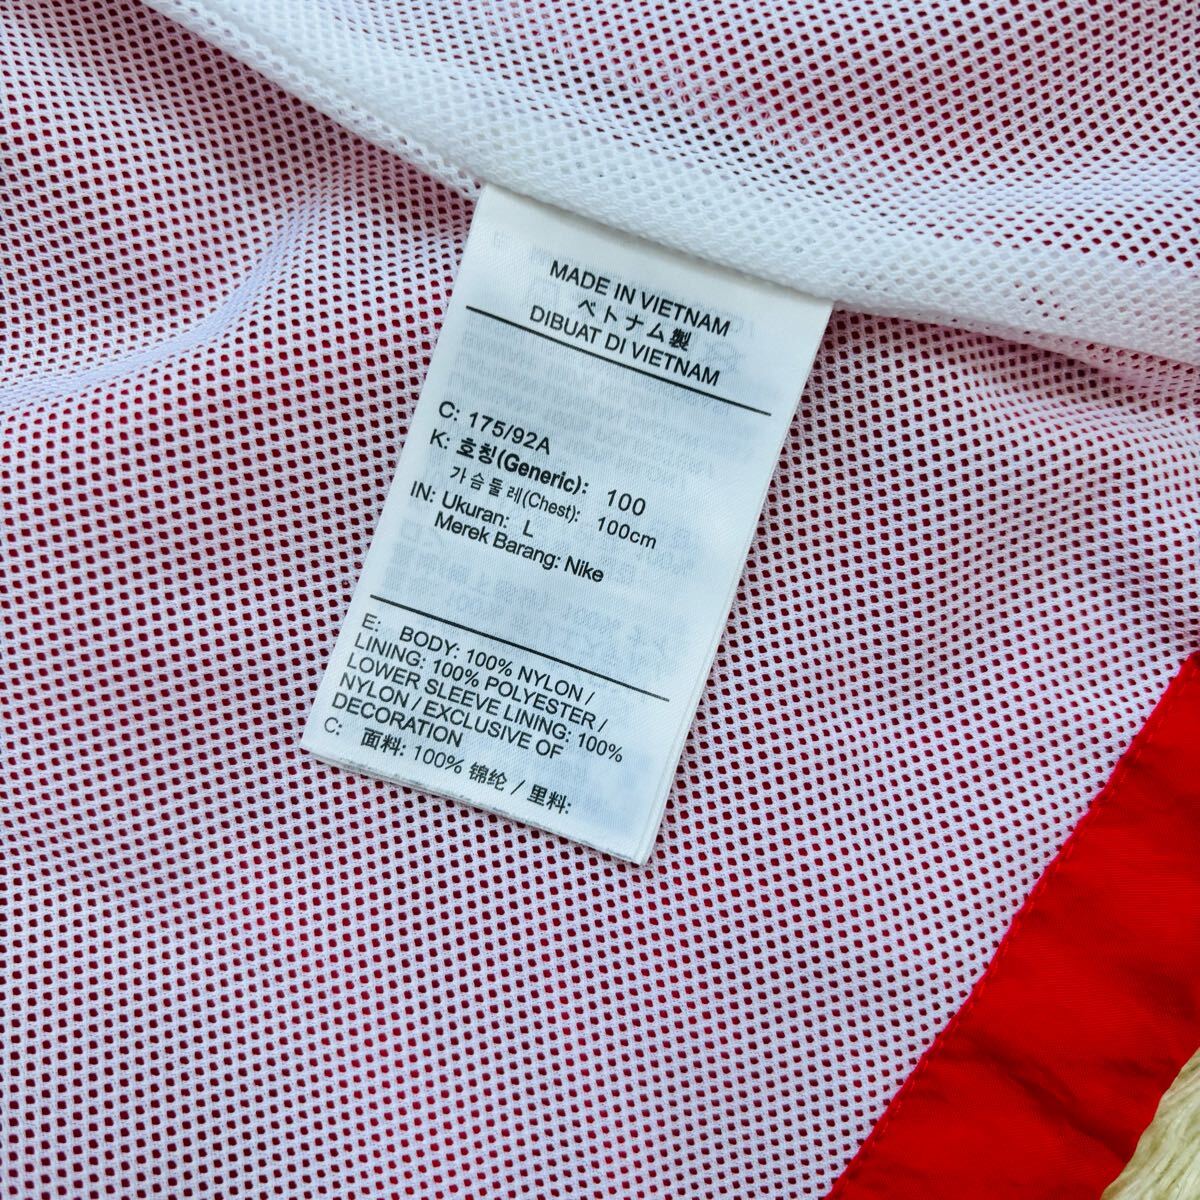 MADE IN VIETNAM
ベトナム製
DIBUAT DI VIETNAM
C: 175/92A
K: 호칭(Generic): 100
가슴둘레(Chest): 100cm
IN: Ukuran: L
Merek Barang: Nike
E: BODY: 100% NYLON /
LINING: 100% POLYESTER /
LOWER SLEEVE LINING: 100%
NYLON / EXCLUSIVE OF
DECORATION
C: 面料: 100% 锦纶 / 里料: